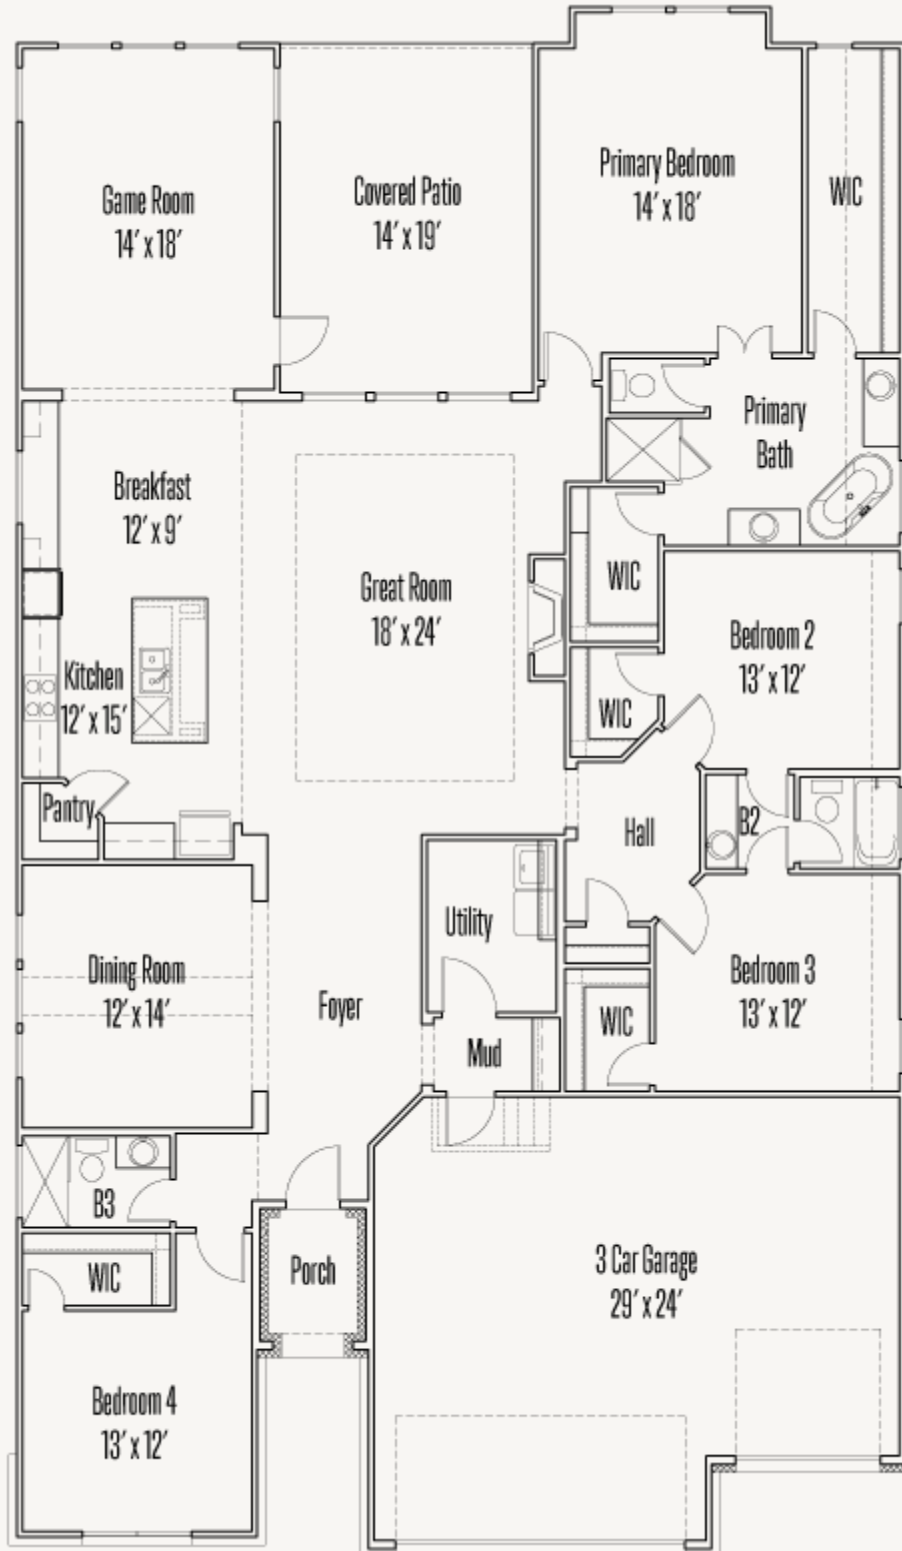 Game Room
14′ x 18′
Covered Patio
14′ x 19′
Primary Bedroom
14′ x 18′
WIC
Primary
Bath
Breakfast
12′ x 9′
Great Room
18′ x 24′
WIC
Bedroom 2
13′ x 12′
Kitchen
12′ x 15′
WIC
Pantry
Hall
B2
Utility
Dining Room
12′ x 14′
Foyer
Bedroom 3
13′ x 12′
WIC
Mud
B3
WIC
Porch
3 Car Garage
29′ x 24′
Bedroom 4
13′ x 12′